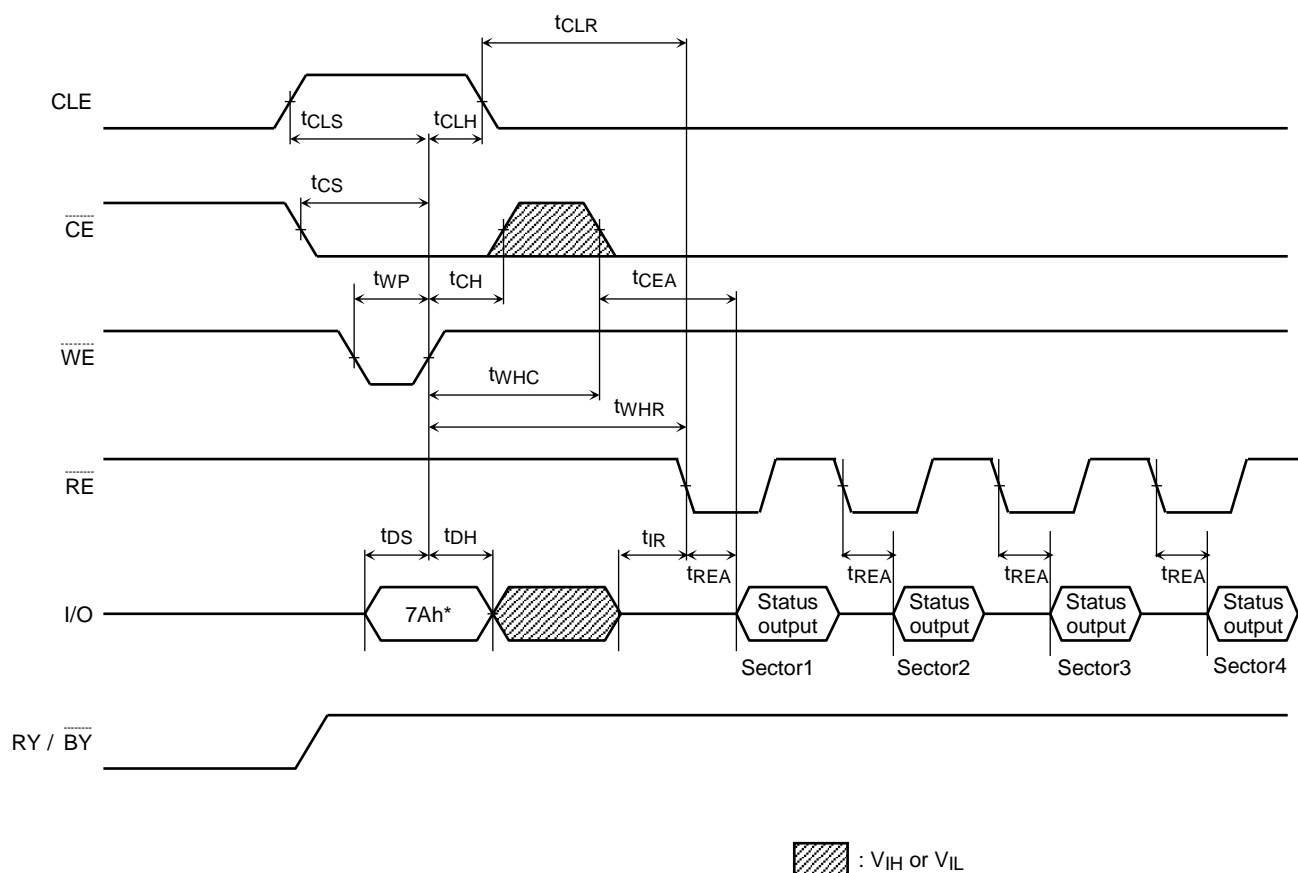 tCLR
CLE
tCLS
tCLH
tCS
CE
tWP
tCH
tCEA
WE
tWHC
tWHR
RE
tDS
tDH
tIR
tREA
tREA
tREA
tREA
I/O
7Ah*
Status output
Status output
Status output
Status output
Sector1
Sector2
Sector3
Sector4
RY / BY
: VIH or VIL